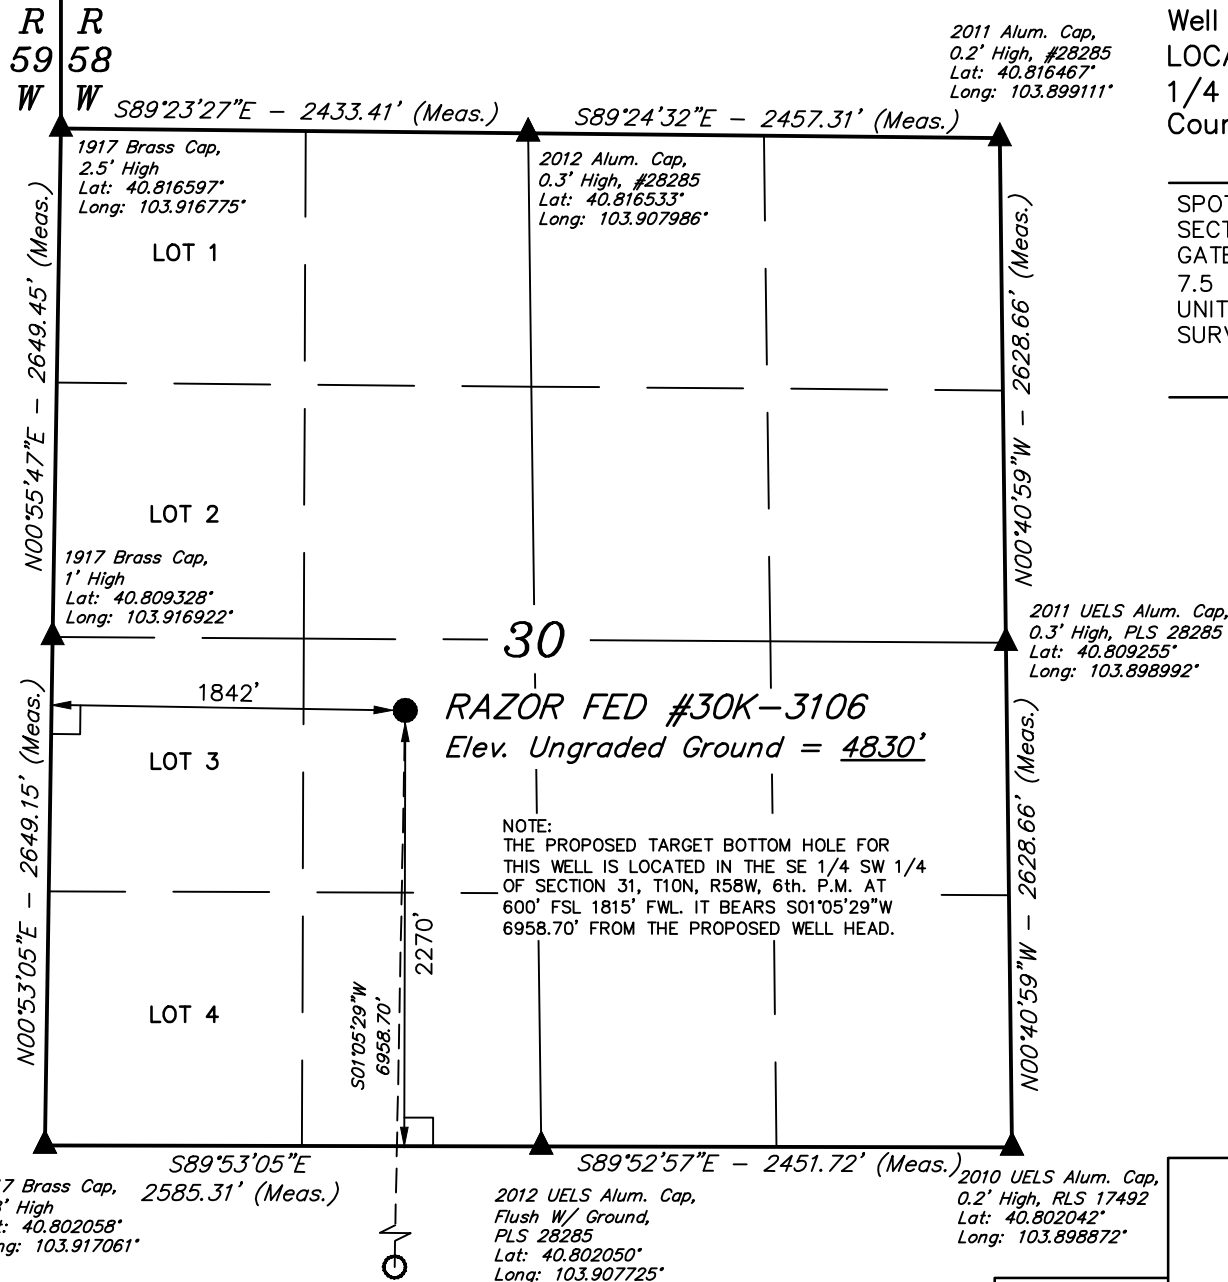 R R
59 58
W W
S89°23'27"E - 2433.41' (Meas.)
S89°24'32"E - 2457.31' (Meas.)
2011 Alum. Cap,
0.2' High, #28285
Lat: 40.816467°
Long: 103.899111°
Well
1/4
1917 Brass Cap,
2.5' High
Lat: 40.816597°
Long: 103.916775°
2012 Alum. Cap,
0.3' High, #28285
Lat: 40.816533°
Long: 103.907986°
7.5
N00°55'47"E - 2649.45' (Meas.)
LOT 1
N00°40'59"W - 2628.66' (Meas.)
LOT 2
1917 Brass Cap,
1' High
Lat: 40.809328°
Long: 103.916922°
30
2011 UELS Alum. Cap,
0.3' High, PLS 28285
Lat: 40.809255°
Long: 103.898992°
1842'
RAZOR FED #30K-3106
Elev. Ungraded Ground = 4830'
N00°53'05"E - 2649.15' (Meas.)
LOT 3
NOTE:
THE PROPOSED TARGET BOTTOM HOLE FOR
THIS WELL IS LOCATED IN THE SE 1/4 SW 1/4
OF SECTION 31, T10N, R58W, 6th. P.M. AT
600' FSL 1815' FWL. IT BEARS S01°05'29"W
6958.70' FROM THE PROPOSED WELL HEAD.
N00°40'59"W - 2628.66' (Meas.)
2270'
LOT 4
S01°05'29"W
6958.70'
S89°53'05"E
2585.31' (Meas.)
S89°52'57"E - 2451.72' (Meas.)
Brass Cap,
High
40.802058°
103.917061°
2012 UELS Alum. Cap,
Flush W/ Ground,
PLS 28285
Lat: 40.802050°
Long: 103.907725°
2010 UELS Alum. Cap,
0.2' High, RLS 17492
Lat: 40.802042°
Long: 103.898872°